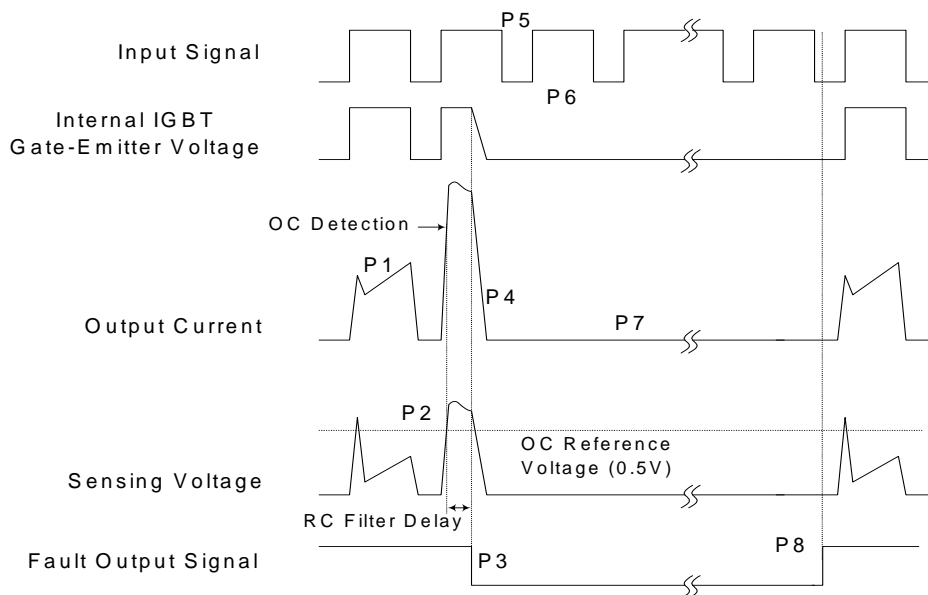 P5
Input Signal
P6
Internal IGBT
Gate-Emitter Voltage
OC Detection
P1
P4
Output Current
P7
P2
OC Reference
Voltage (0.5V)
Sensing Voltage
RC Filter Delay
Fault Output Signal
P3
P8